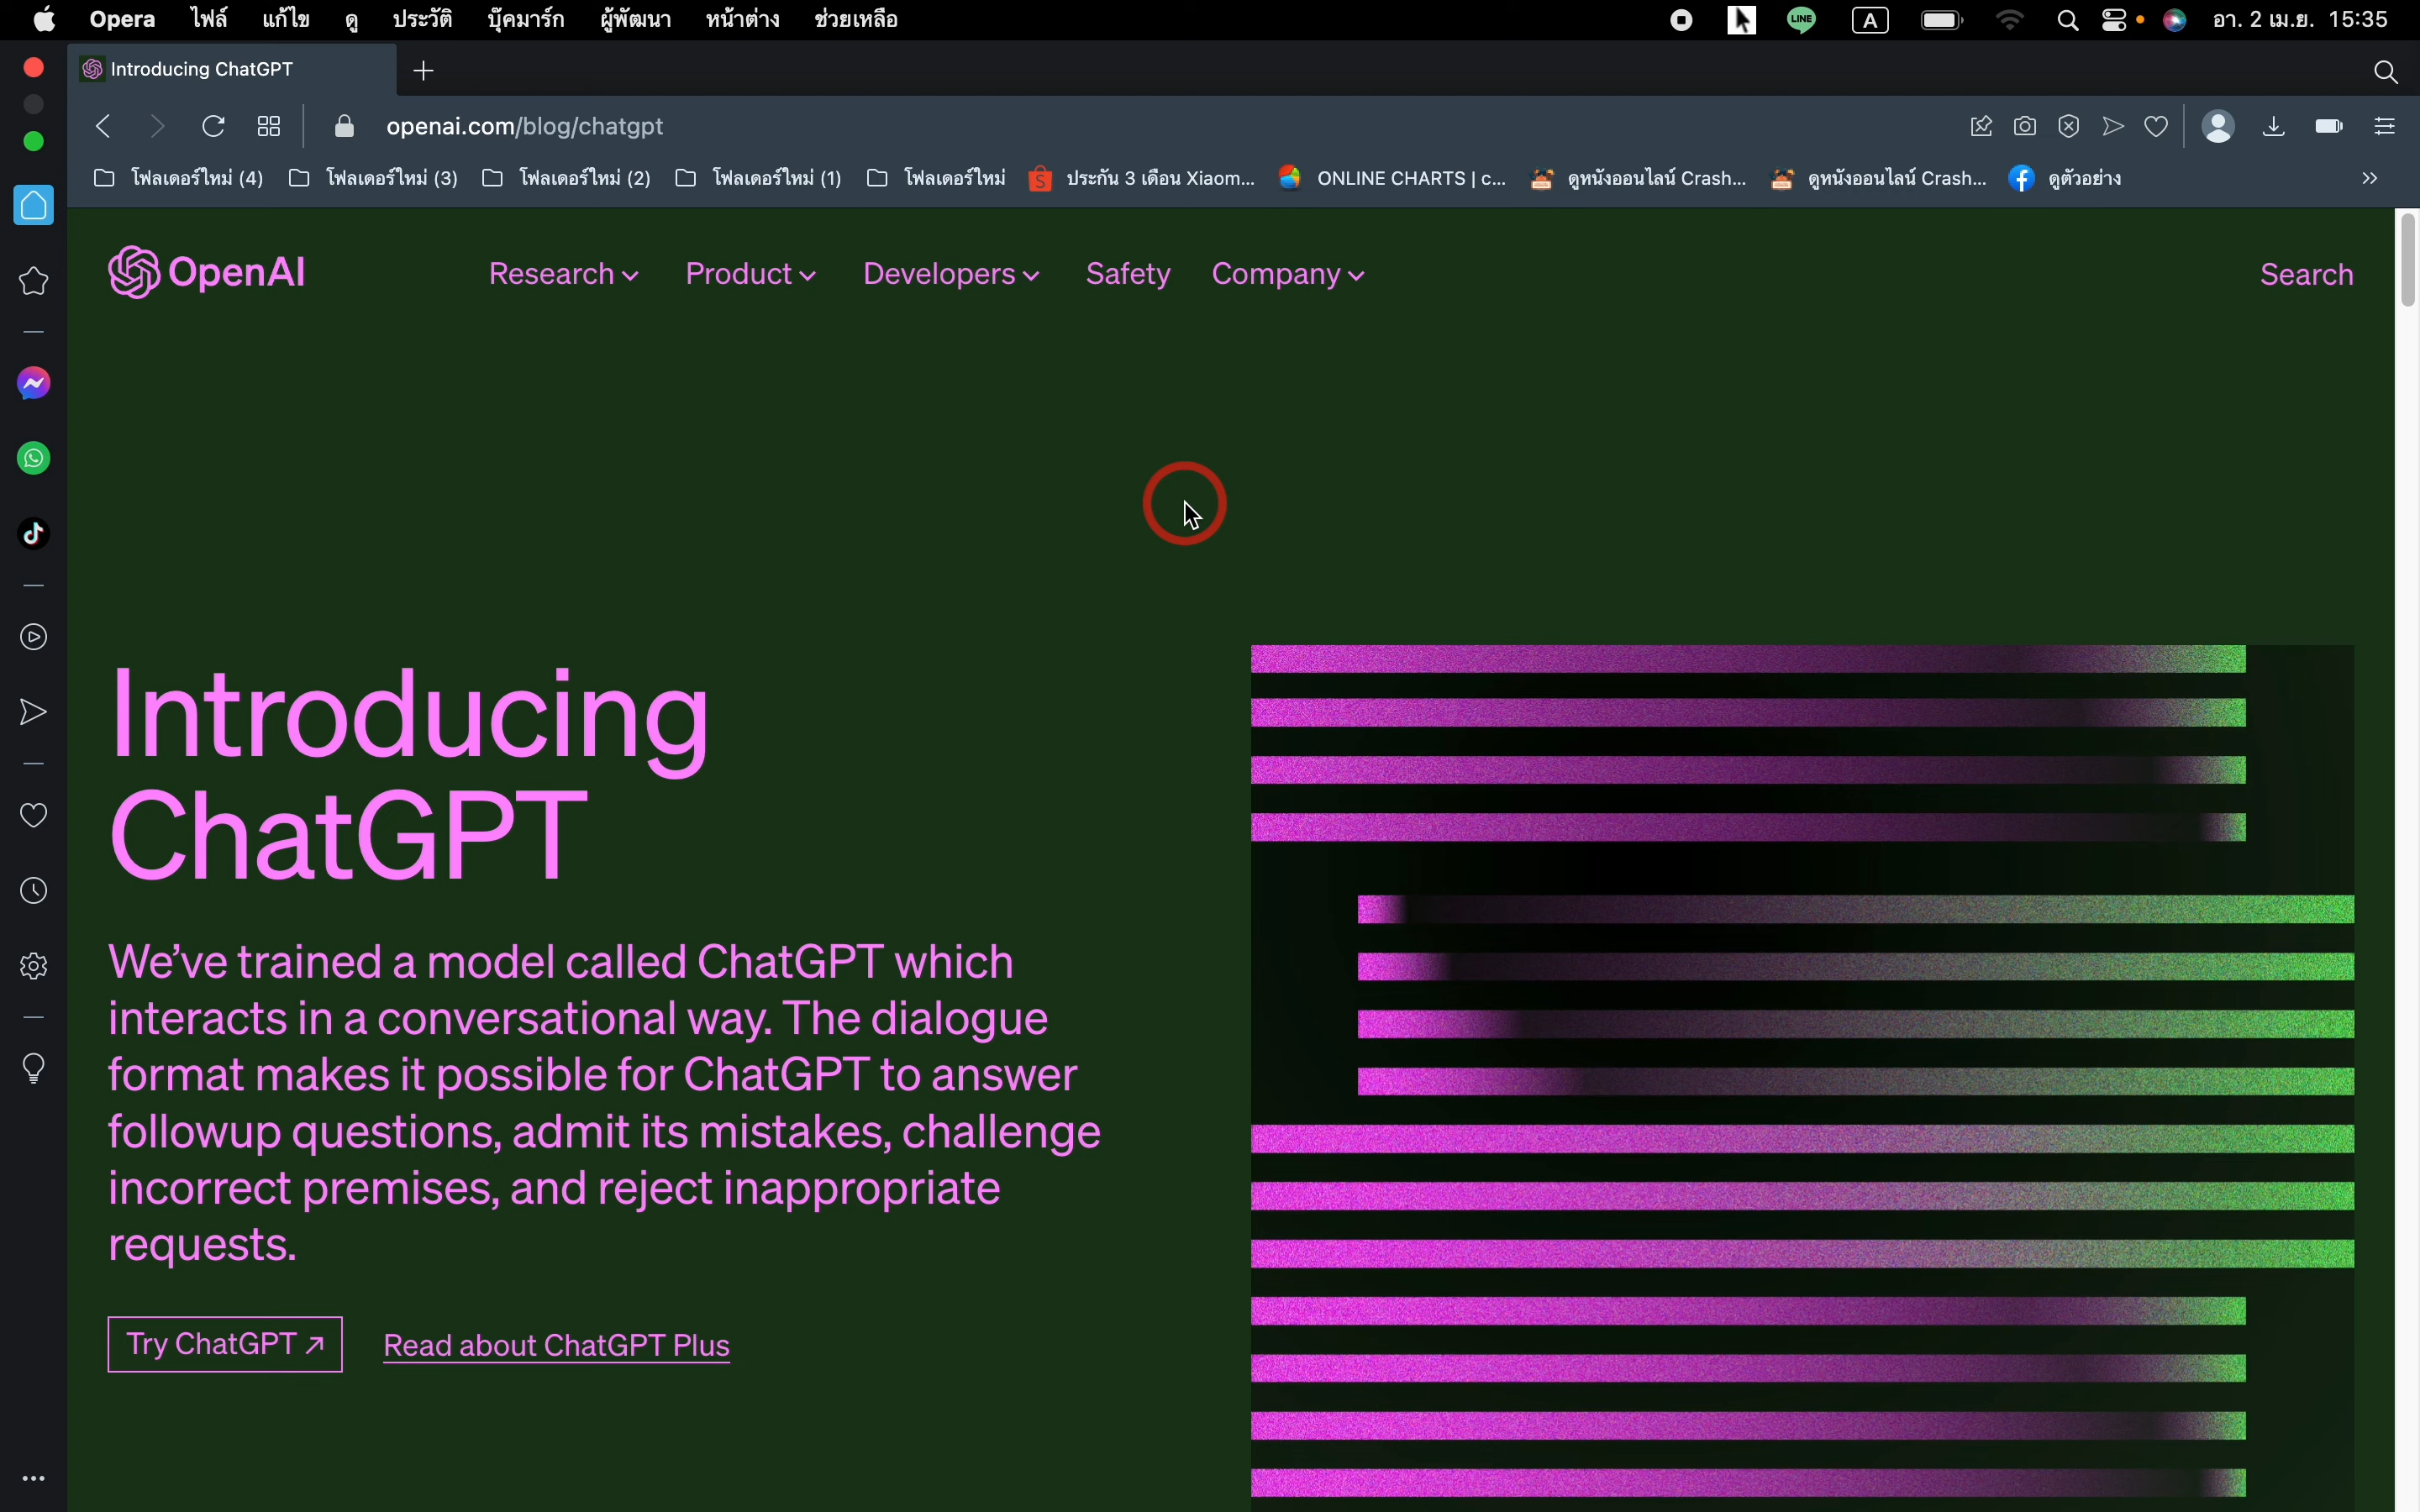 Opera ไฟล์ แก้ไข ดู ประวัติ บุ๊คมาร์ก ผู้พัฒนา หน้าต่าง ช่วยเหลือ LINE A อา. 2 เม.ย. 15:35
Introducing ChatGPT
openai.com/blog/chatgpt
โฟลเดอร์ใหม่ (4) โฟลเดอร์ใหม่ (3) โฟลเดอร์ใหม่ (2) โฟลเดอร์ใหม่ (1) โฟลเดอร์ใหม่ ประกัน 3 เดือน Xiaom... ONLINE CHARTS | c... ดูหนังออนไลน์ Crash... ดูหนังออนไลน์ Crash... ดูตัวอย่าง
OpenAI Research Product Developers Safety Company Search
Introducing
ChatGPT
We’ve trained a model called ChatGPT which
interacts in a conversational way. The dialogue
format makes it possible for ChatGPT to answer
followup questions, admit its mistakes, challenge
incorrect premises, and reject inappropriate
requests.
Try ChatGPT ↗ Read about ChatGPT Plus